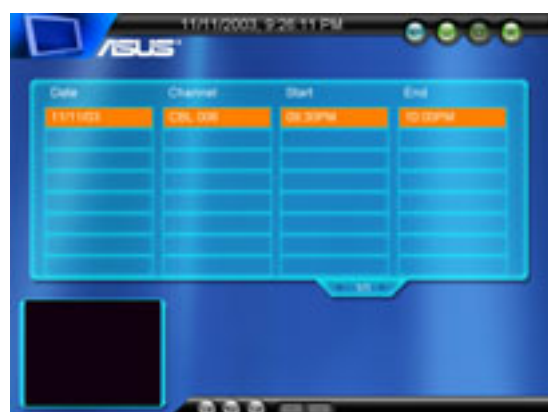 11/11/2003, 9:26:11 PM
ASUS
Date Channel Start End
11/11/03 CBL 006 09:30PM 10:00PM